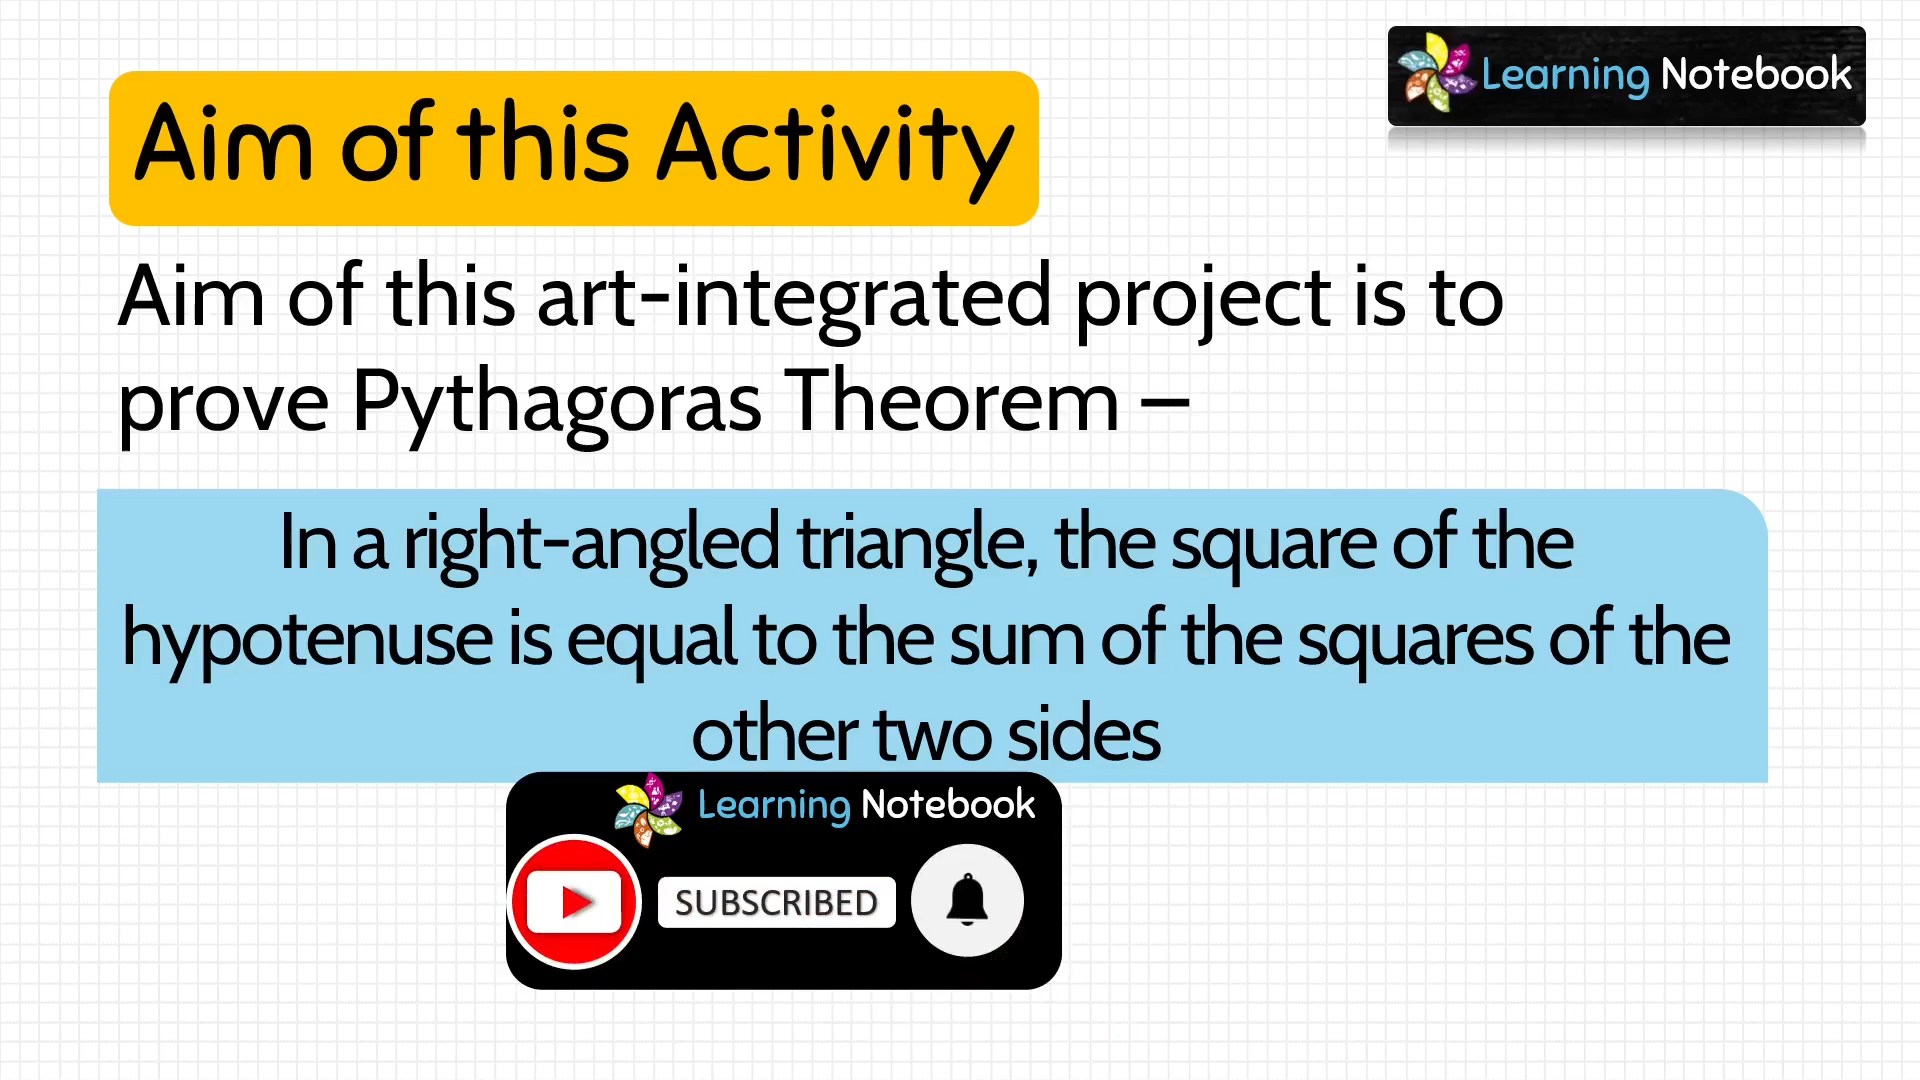 Learning Notebook
Aim of this Activity
Aim of this art-integrated project is to
prove Pythagoras Theorem –
In a right-angled triangle, the square of the
hypotenuse is equal to the sum of the squares of the
other two sides
Learning Notebook
SUBSCRIBED